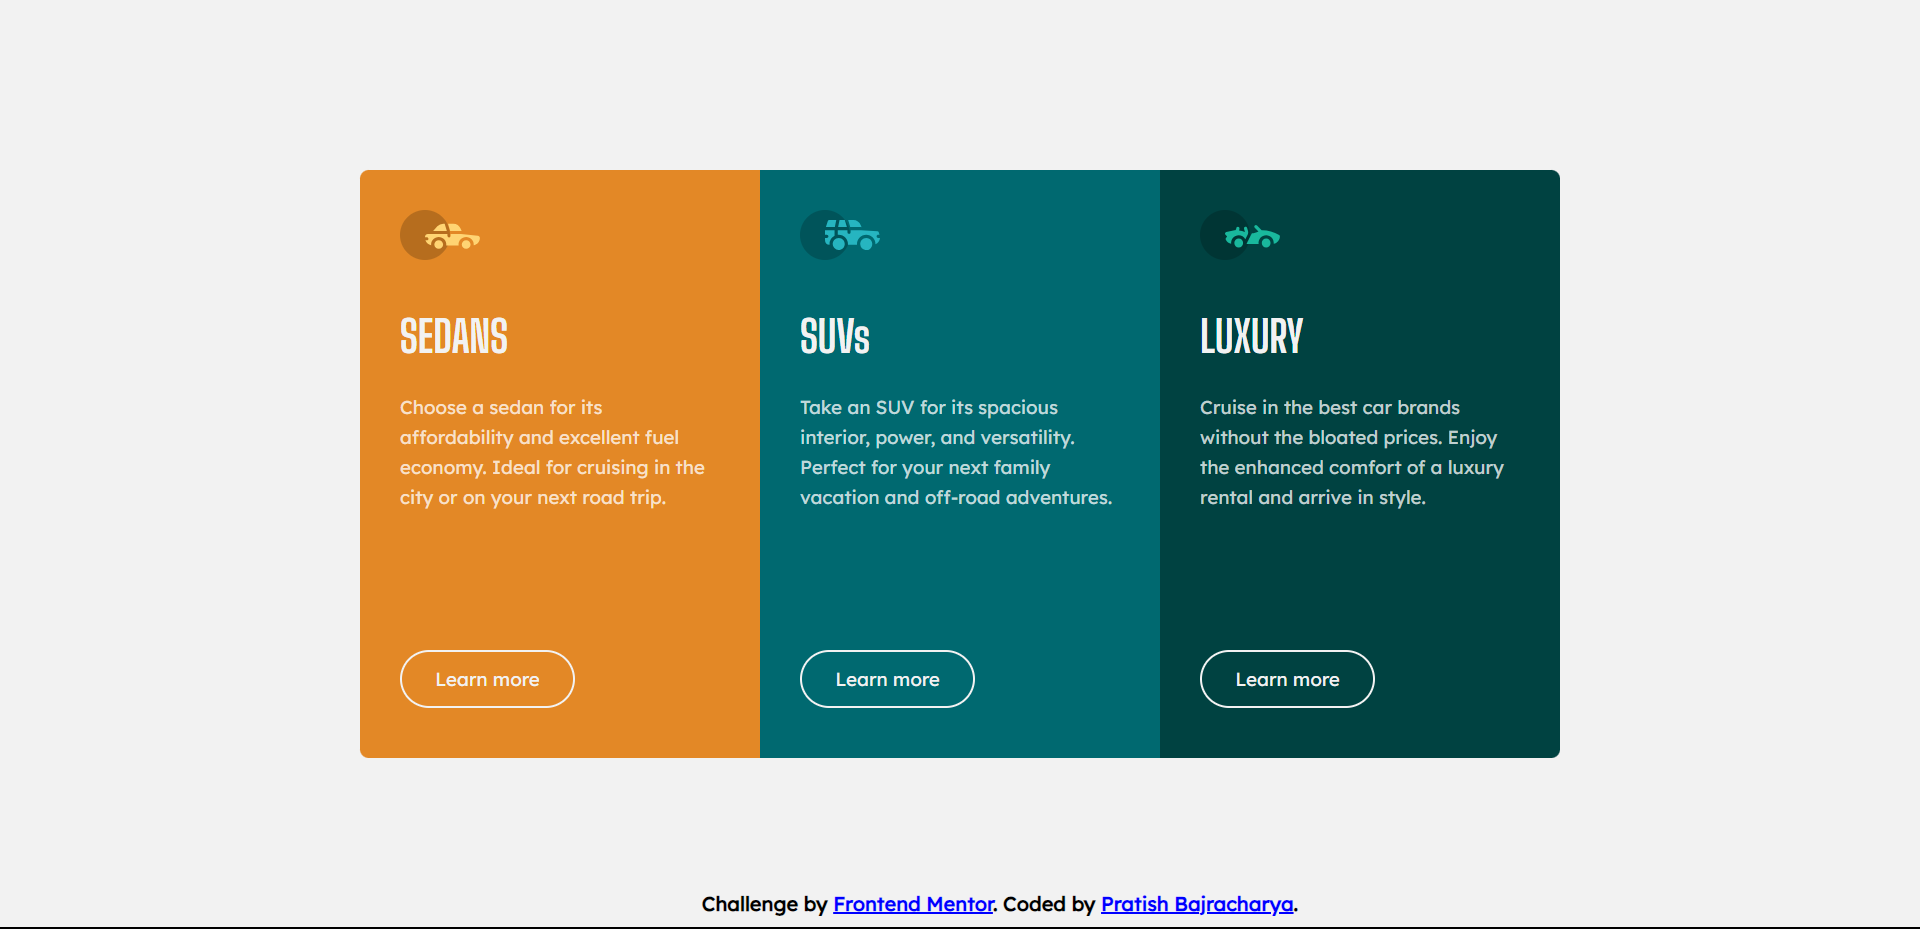 SEDANS
Choose a sedan for its
affordability and excellent fuel
economy. Ideal for cruising in the
city or on your next road trip.
Learn more
SUVs
Take an SUV for its spacious
interior, power, and versatility.
Perfect for your next family
vacation and off-road adventures.
Learn more
LUXURY
Cruise in the best car brands
without the bloated prices. Enjoy
the enhanced comfort of a luxury
rental and arrive in style.
Learn more
Challenge by Frontend Mentor. Coded by Pratish Bajracharya.